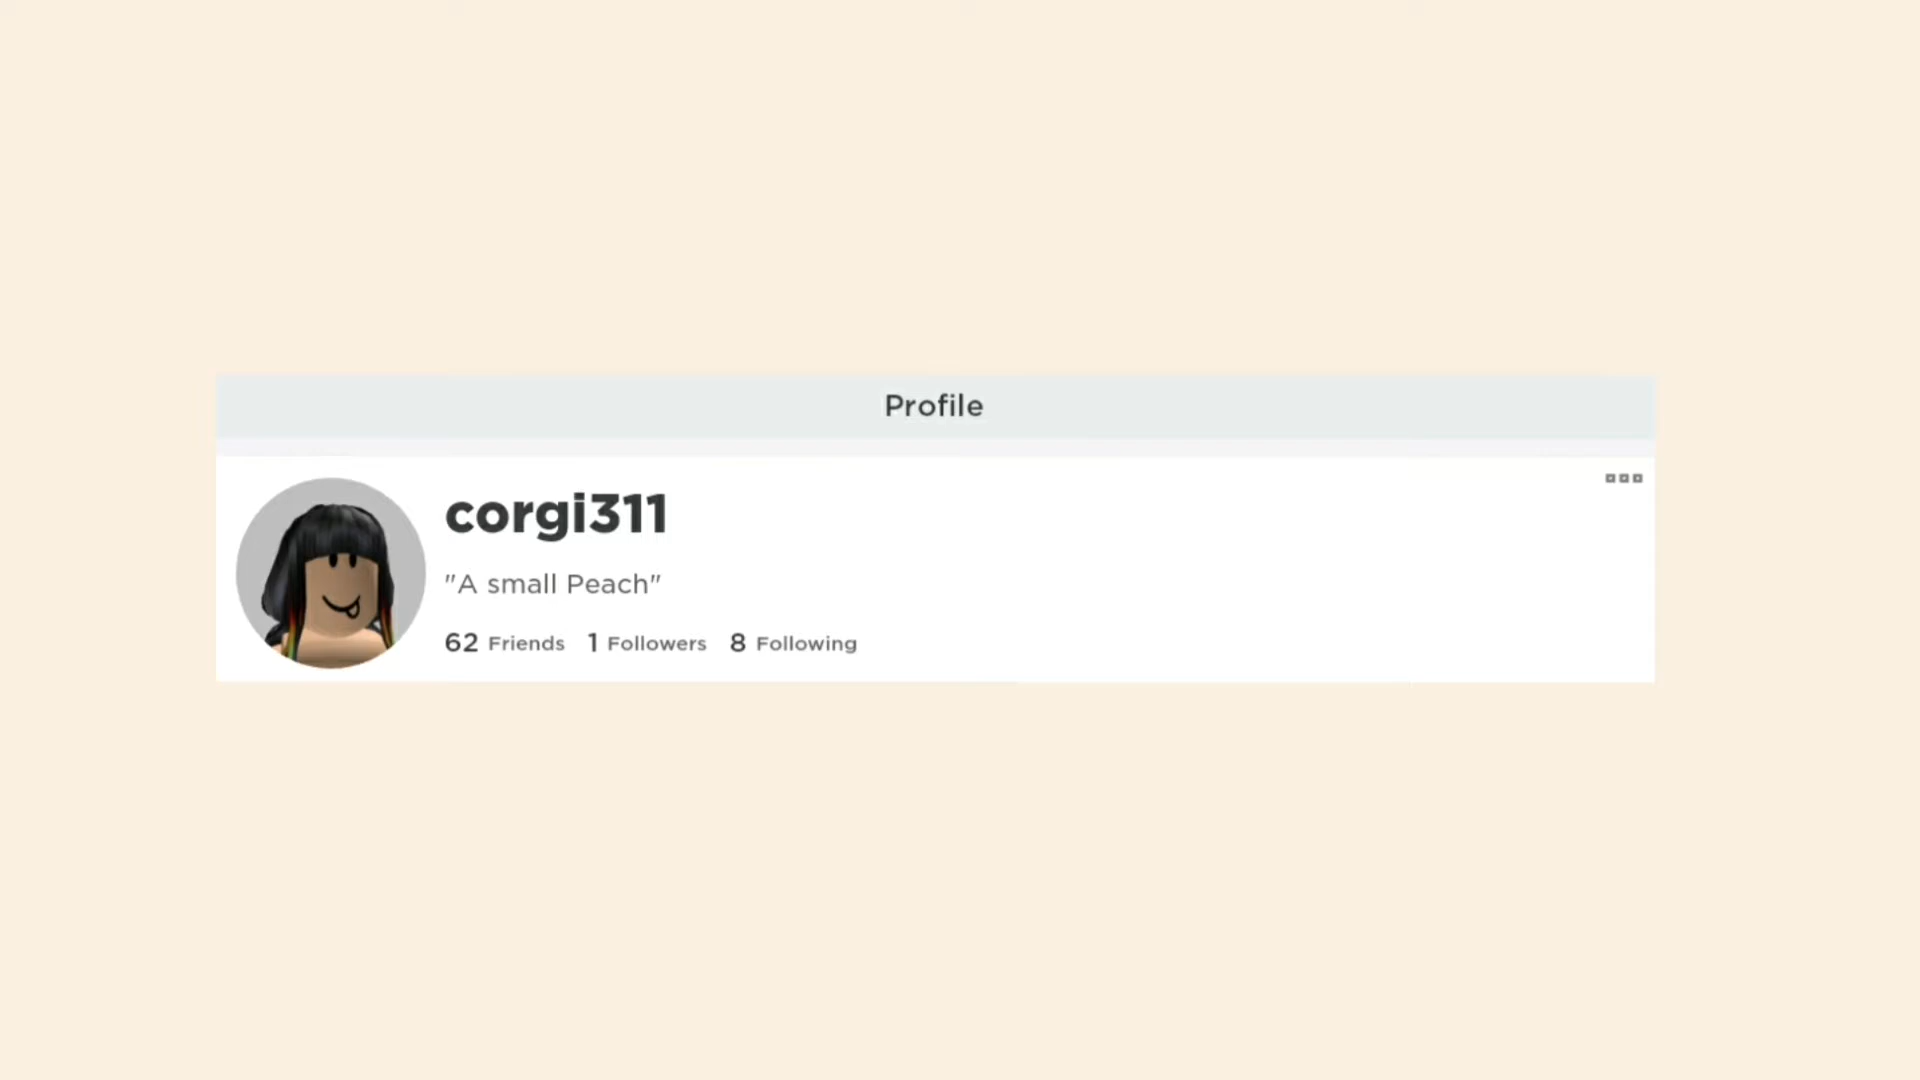 Profile
corgi311
"A small Peach"
62 Friends 1 Followers 8 Following